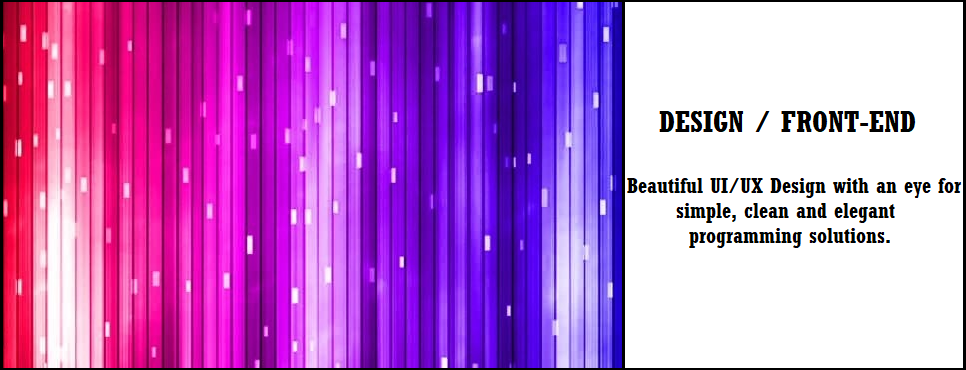 DESIGN / FRONT-END
Beautiful UI/UX Design with an eye for
simple, clean and elegant
programming solutions.